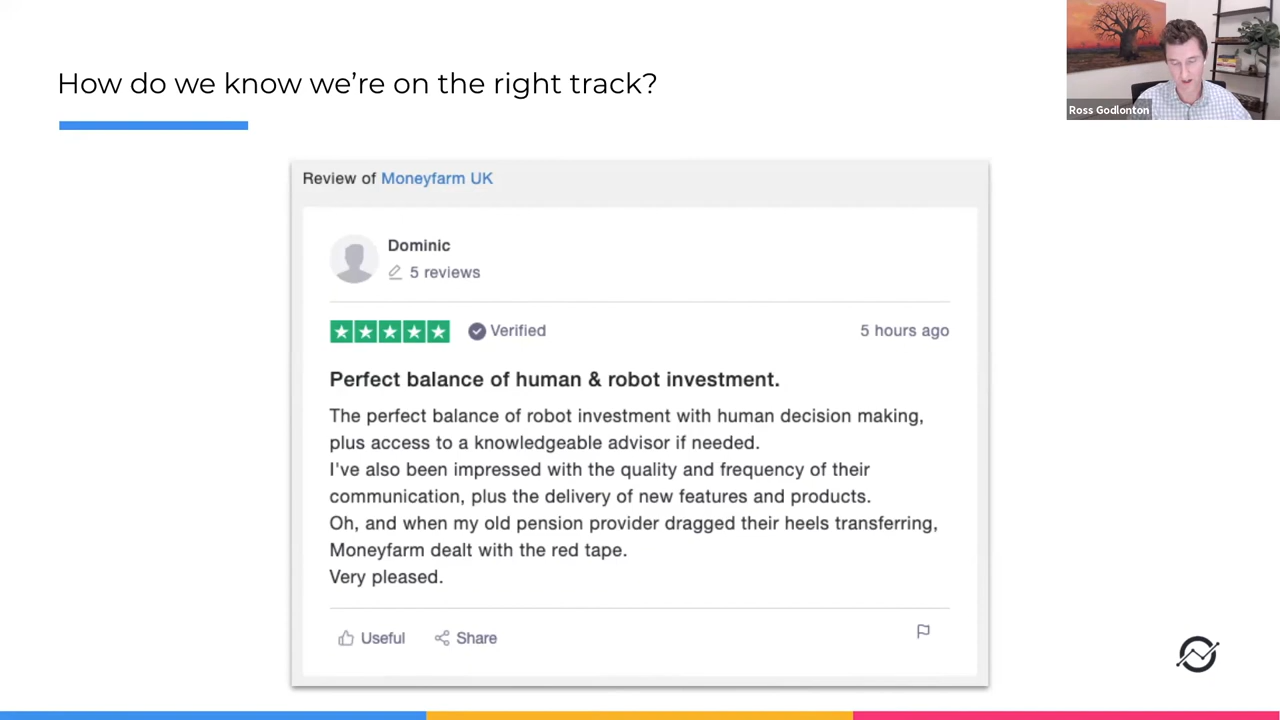 How do we know we're on the right track?
Ross Godlonton
Review of Moneyfarm UK
Dominic
5 reviews
Verified
5 hours ago
Perfect balance of human & robot investment.
The perfect balance of robot investment with human decision making,
plus access to a knowledgeable advisor if needed.
I've also been impressed with the quality and frequency of their
communication, plus the delivery of new features and products.
Oh, and when my old pension provider dragged their heels transferring,
Moneyfarm dealt with the red tape.
Very pleased.
Useful
Share